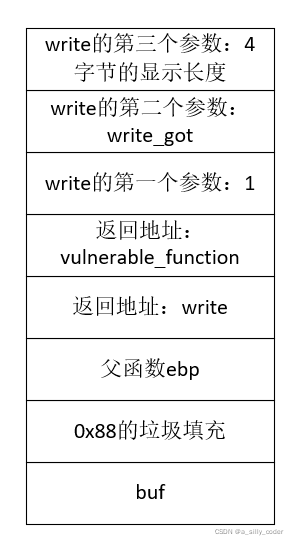 write的第三个参数：4
字节的显示长度
write的第二个参数：
write_got
write的第一个参数：1
返回地址：
vulnerable_function
返回地址：write
父函数ebp
0x88的垃圾填充
buf
CSDN @a_silly_coder